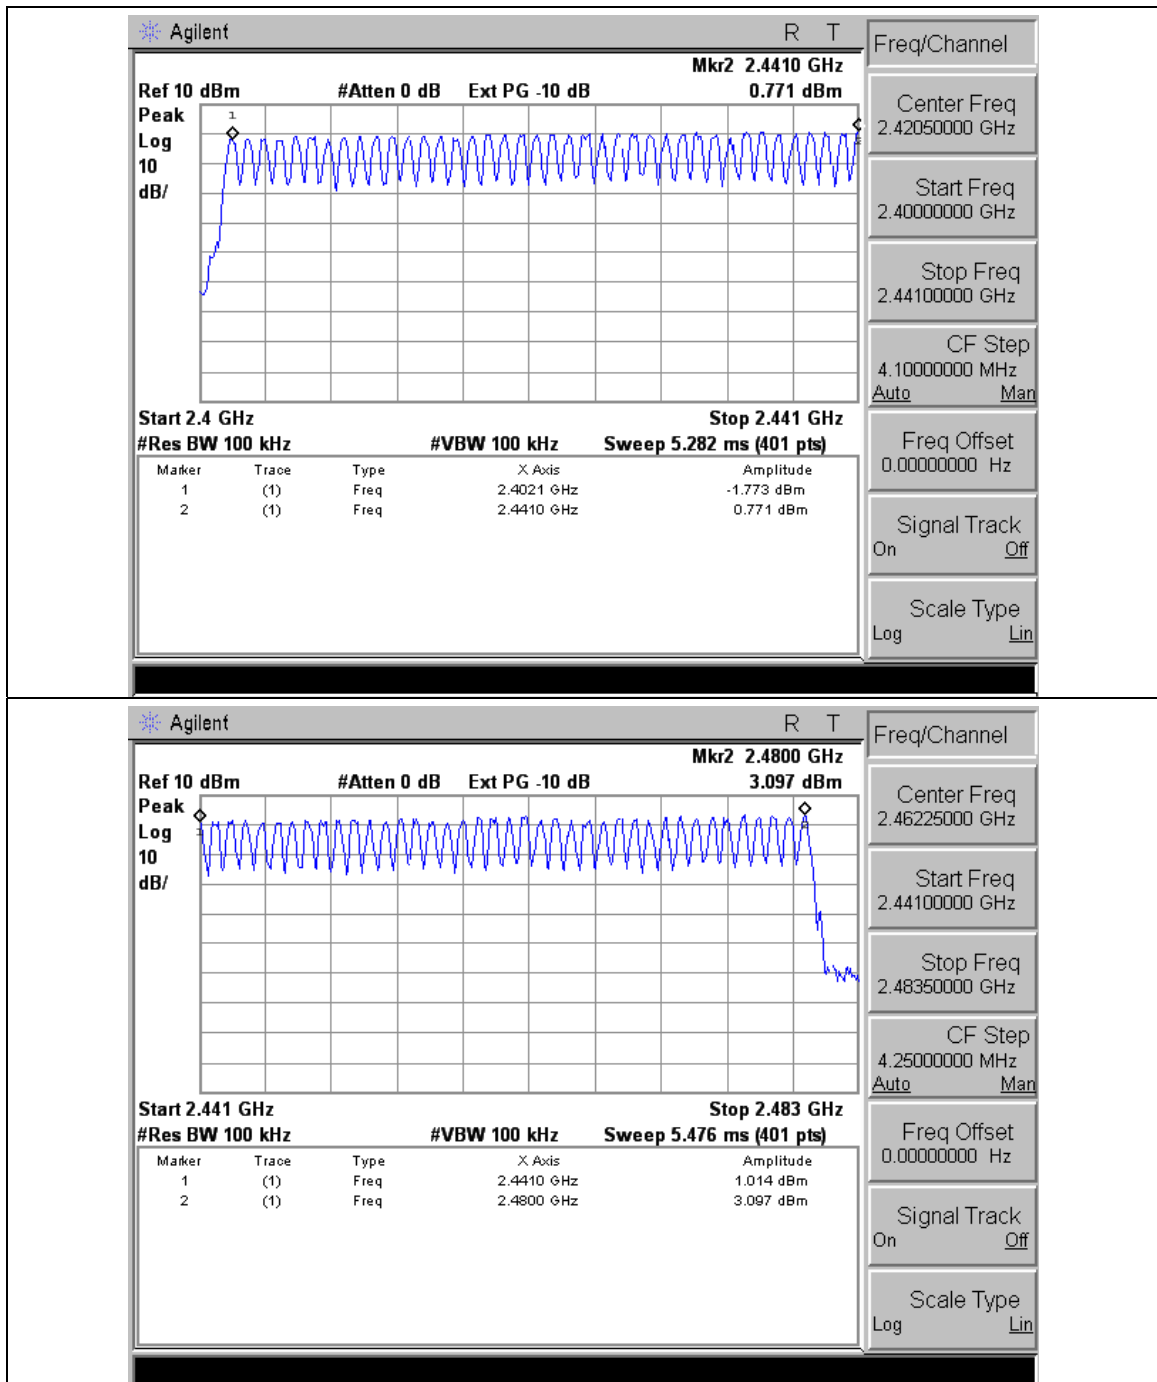 Agilent R T
Mkr2 2.4410 GHz
Ref 10 dBm #Atten 0 dB Ext PG -10 dB 0.771 dBm
Peak
Log
10
dB/
1
Start 2.4 GHz Stop 2.441 GHz
#Res BW 100 kHz #VBW 100 kHz Sweep 5.282 ms (401 pts)
Marker Trace Type X Axis Amplitude
1 (1) Freq 2.4021 GHz -1.773 dBm
2 (1) Freq 2.4410 GHz 0.771 dBm
Freq/Channel
Center Freq
2.42050000 GHz
Start Freq
2.40000000 GHz
Stop Freq
2.44100000 GHz
CF Step
4.10000000 MHz
Auto Man
Freq Offset
0.00000000 Hz
Signal Track
On Off
Scale Type
Log Lin
Agilent R T
Mkr2 2.4800 GHz
Ref 10 dBm #Atten 0 dB Ext PG -10 dB 3.097 dBm
Peak
Log
10
dB/
Start 2.441 GHz Stop 2.483 GHz
#Res BW 100 kHz #VBW 100 kHz Sweep 5.476 ms (401 pts)
Marker Trace Type X Axis Amplitude
1 (1) Freq 2.4410 GHz 1.014 dBm
2 (1) Freq 2.4800 GHz 3.097 dBm
Freq/Channel
Center Freq
2.46225000 GHz
Start Freq
2.44100000 GHz
Stop Freq
2.48350000 GHz
CF Step
4.25000000 MHz
Auto Man
Freq Offset
0.00000000 Hz
Signal Track
On Off
Scale Type
Log Lin